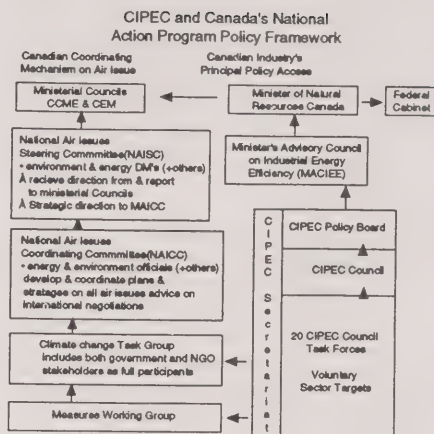 CIPEC and Canada's National
Action Program Policy Framework
Canadian Coordinating
Mechanism on Air Issue
Canadian Industry's
Principal Policy Access
Ministerial Councils
CCME & CEM
Minister of Natural
Resources Canada
Federal
Cabinet
National Air Issues
Steering Committee(NAISC)
• environment & energy DM's (+others)
Å recieve direction from & report
to ministerial Councils
Å Strategic direction to MAICC
Minister's Advisory Council
on Industrial Energy
Efficiency (MACIEE)
National Air Issues
Coordinating Committee(NAICC)
• energy & environment officials (+others)
develop & coordinate plans &
strategies on all air issues advice on
international negotiations
CIPEC Secretariat
CIPEC Policy Board
CIPEC Council
20 CIPEC Council
Task Forces
Voluntary
Sector Targets
Climate change Task Group
Includes both government and NGO
stakeholders as full participants
Measures Working Group